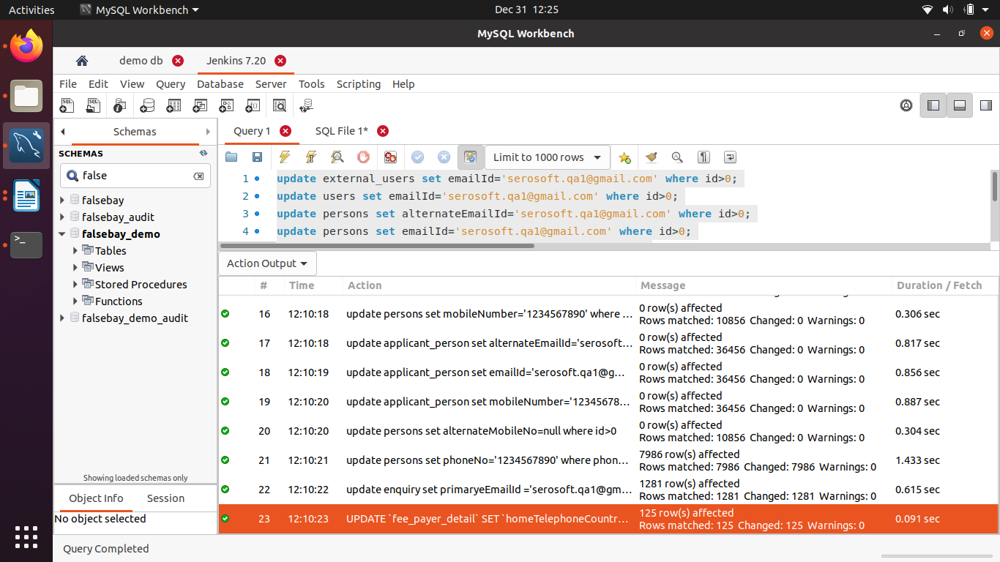 Activities
MySQL Workbench
Dec 31 12:25
MySQL Workbench
demo db
Jenkins 7.20
File Edit View Query Database Server Tools Scripting Help
Schemas
Query 1
SQL File 1*
SCHEMAS
false
Limit to 1000 rows
falsebay
falsebay_audit
falsebay_demo
Tables
Views
Stored Procedures
Functions
falsebay_demo_audit
Showing loaded schemas only
Object Info
Session
No object selected
1 update external_users set emailId='serosoft.qa1@gmail.com' where id>0;
2 update users set emailId='serosoft.qa1@gmail.com' where id>0;
3 update persons set alternateEmailId='serosoft.qa1@gmail.com' where id>0;
4 update persons set emailId='serosoft.qa1@gmail.com' where id>0;
Action Output
# Time Action Message Duration / Fetch
16 12:10:18 update persons set mobileNumber='1234567890' where ... 0 row(s) affected 0.306 sec
Rows matched: 10856 Changed: 0 Warnings: 0
17 12:10:18 update applicant_person set alternateEmailId='serosoft... 0 row(s) affected 0.817 sec
Rows matched: 36456 Changed: 0 Warnings: 0
18 12:10:19 update applicant_person set emailId='serosoft.qa1@g... 0 row(s) affected 0.856 sec
Rows matched: 36456 Changed: 0 Warnings: 0
19 12:10:20 update applicant_person set mobileNumber='12345678... 0 row(s) affected 0.887 sec
Rows matched: 36456 Changed: 0 Warnings: 0
20 12:10:20 update persons set alternateMobileNo=null where id>0 0 row(s) affected 0.304 sec
Rows matched: 10856 Changed: 0 Warnings: 0
21 12:10:21 update persons set phoneNo='1234567890' where phon... 7986 row(s) affected 1.433 sec
Rows matched: 7986 Changed: 7986 Warnings: 0
22 12:10:22 update enquiry set primaryeEmailId ='serosoft.qa1@gm... 1281 row(s) affected 0.615 sec
Rows matched: 1281 Changed: 1281 Warnings: 0
23 12:10:23 UPDATE `fee_payer_detail` SET `homeTelephoneCountr... 125 row(s) affected 0.091 sec
Rows matched: 125 Changed: 125 Warnings: 0
Query Completed